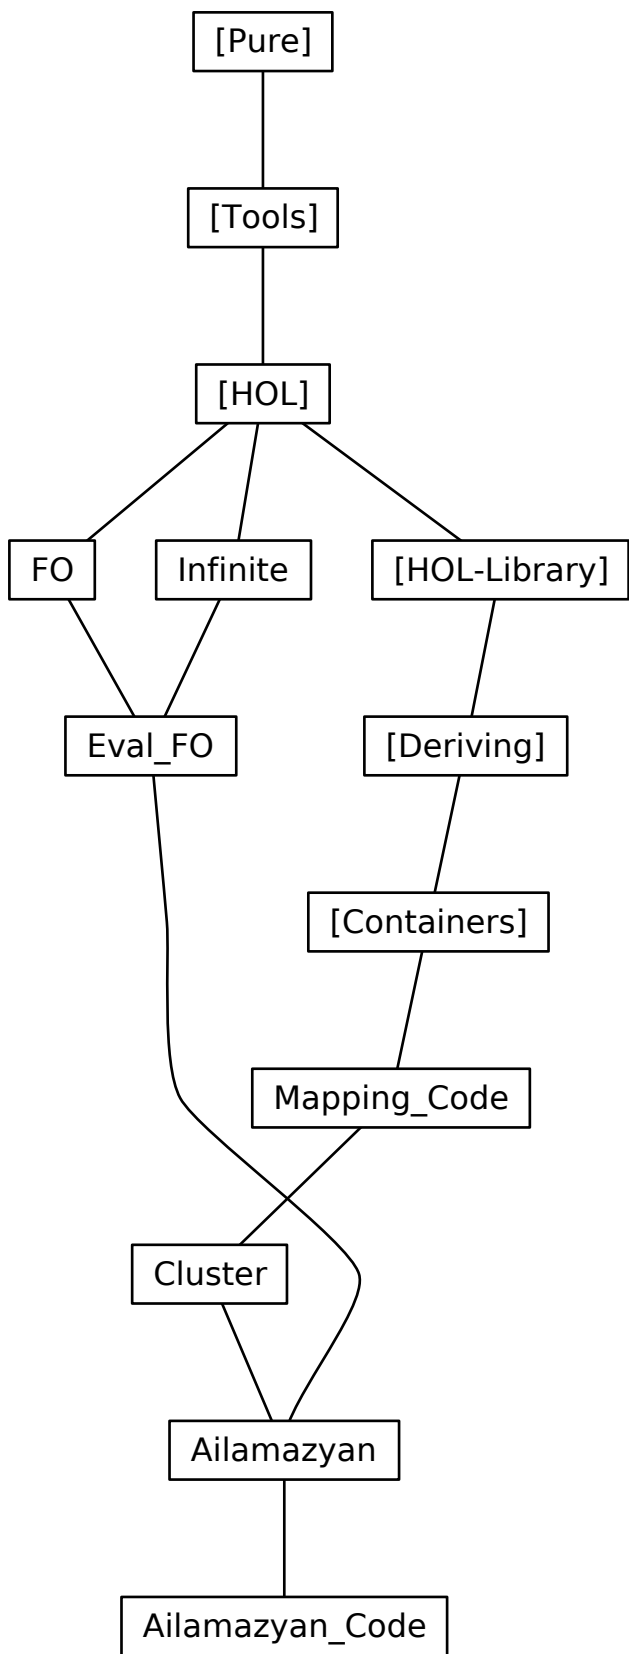 [Pure]
[Tools]
[HOL]
FO
Infinite
[HOL-Library]
Eval_FO
[Deriving]
[Containers]
Mapping_Code
Cluster
Ailamazyan
Ailamazyan_Code